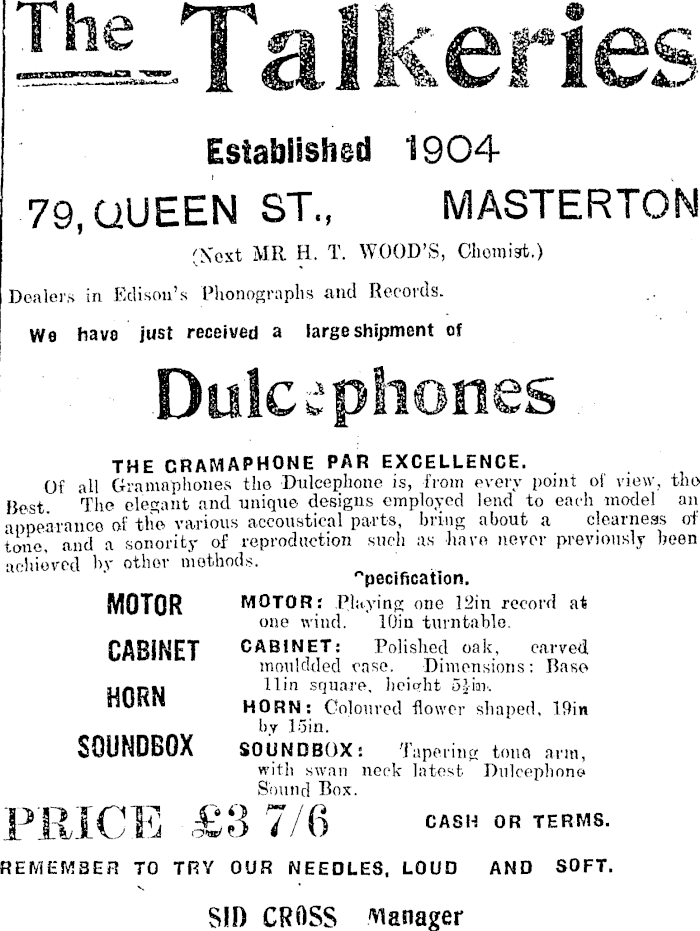 The Talkeries
Established 1904
79, QUEEN ST., MASTERTON
(Next MR. H. T. WOOD'S, Chemist.)
Dealers in Edison's Phonographs and Records.
We have just received a large shipment of
Dulcephones
THE GRAMAPHONE PAR EXCELLENCE.
Of all Gramaphones the Dulcephone is, from every point of view, the
Best. The elegant and unique designs employed lend to each model an
appearance of the various accoustical parts, bring about a clearness of
tone, and a sonority of reproduction such as have never previously been
achieved by other methods.
pecification.
MOTOR MOTOR: Playing one 12in record at
one wind. 10in turntable.
CABINET CABINET: Polished oak, carved
mouldded case. Dimensions: Base
11in square, height 5½in.
HORN HORN: Coloured flower shaped, 19in
by 15in.
SOUNDBOX SOUNDBOX: Tapering tone arm,
with swan neck latest Dulcephone
Sound Box.
PRICE £3 7/6 CASH OR TERMS.
REMEMBER TO TRY OUR NEEDLES, LOUD AND SOFT.
SID CROSS Manager